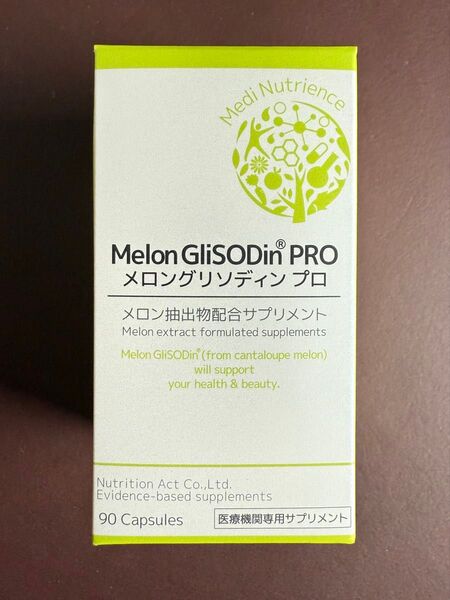 Medi Nutrience
Melon GliSODin® PRO
メロングリソディン プロ
メロン抽出物配合サプリメント
Melon extract formulated supplements
Melon GliSODin®(from cantaloupe melon)
will support
your health & beauty.
Nutrition Act Co.,Ltd.
Evidence-based supplements
90 Capsules
医療機関専用サプリメント